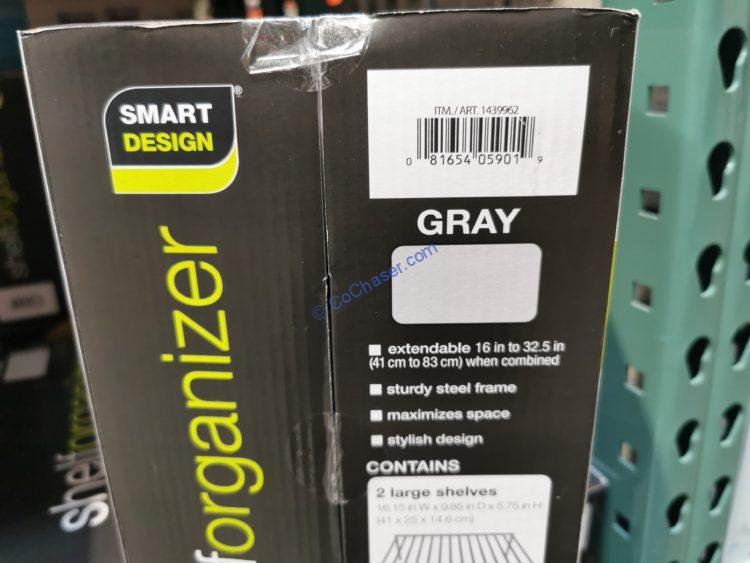 SMART
DESIGN
®
forganizer
ITM. / ART. 1439962
0 81654 05901 9
GRAY
© CoChaser.com
extendable 16 in to 32.5 in
(41 cm to 83 cm) when combined
sturdy steel frame
maximizes space
stylish design
CONTAINS
2 large shelves
16.15 in W x 9.85 in D x 5.75 in H
(41 x 25 x 14.6 cm)
shelf